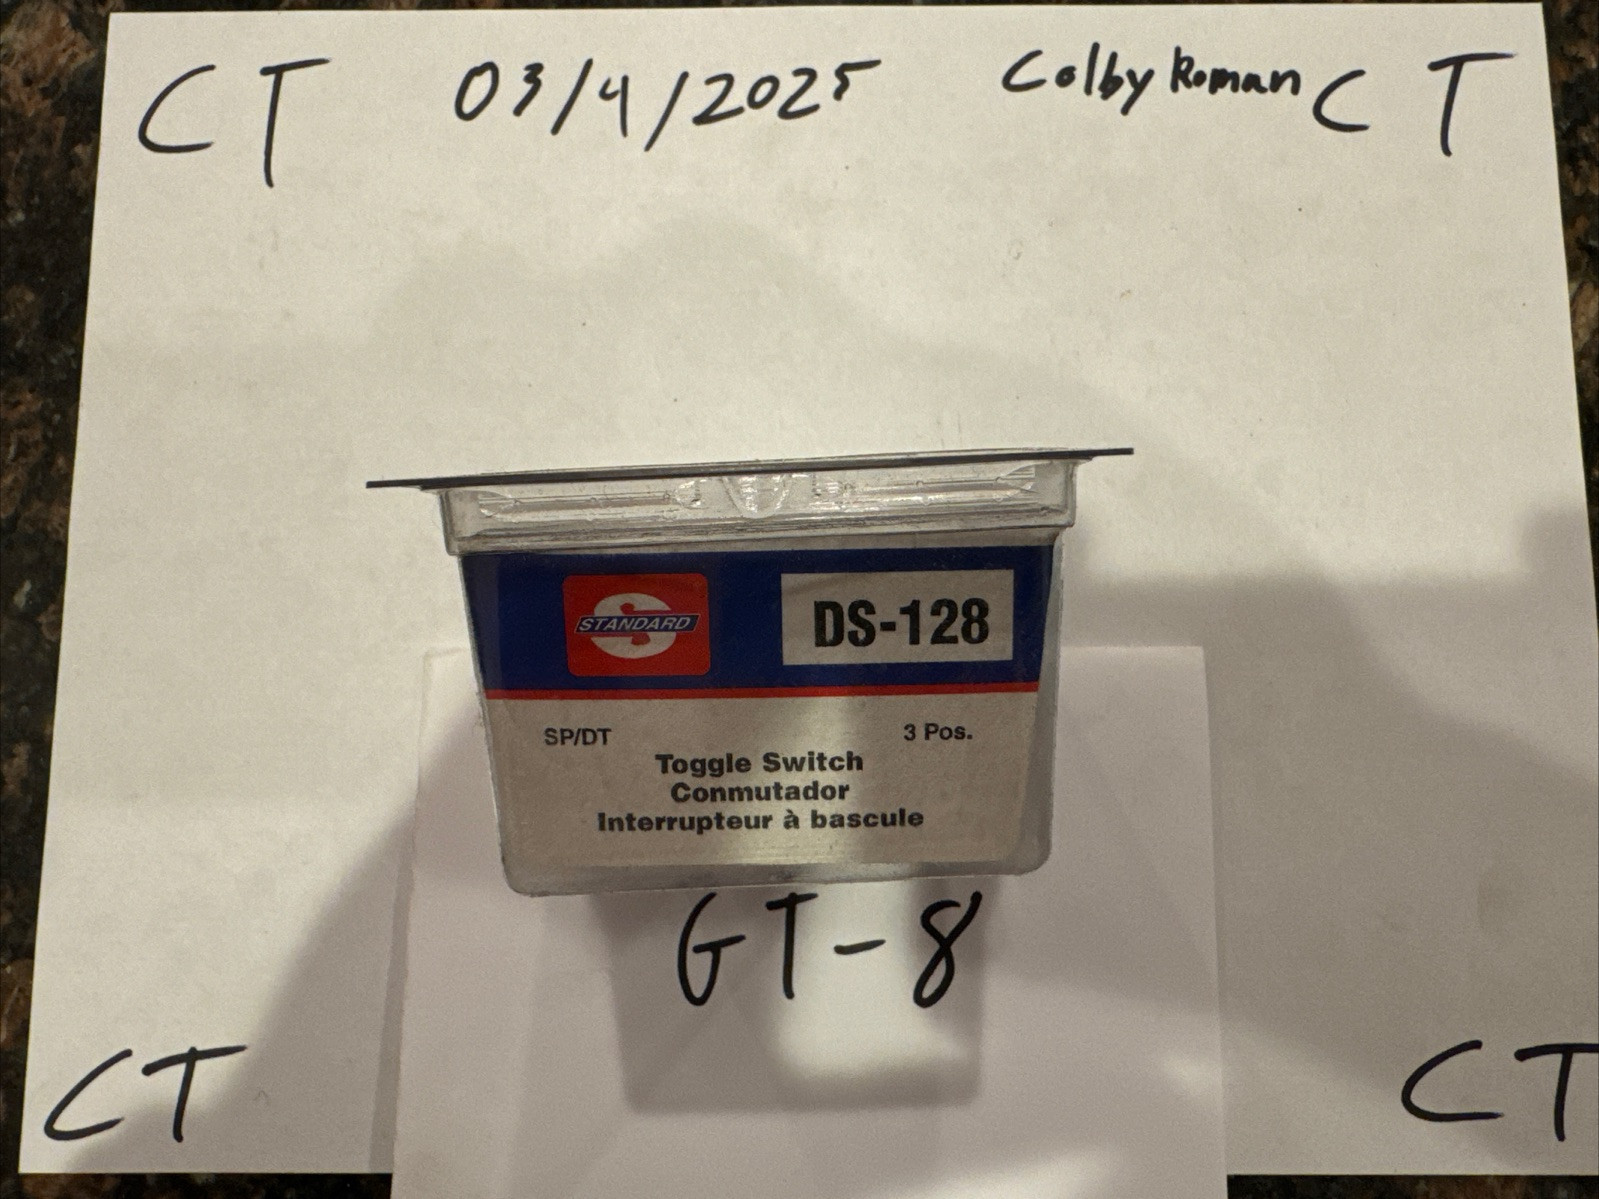 CT 03/4/2025 Colby Roman CT
STANDARD DS-128
SP/DT 3 Pos.
Toggle Switch
Conmutador
Interrupteur à bascule
GT-8
CT CT